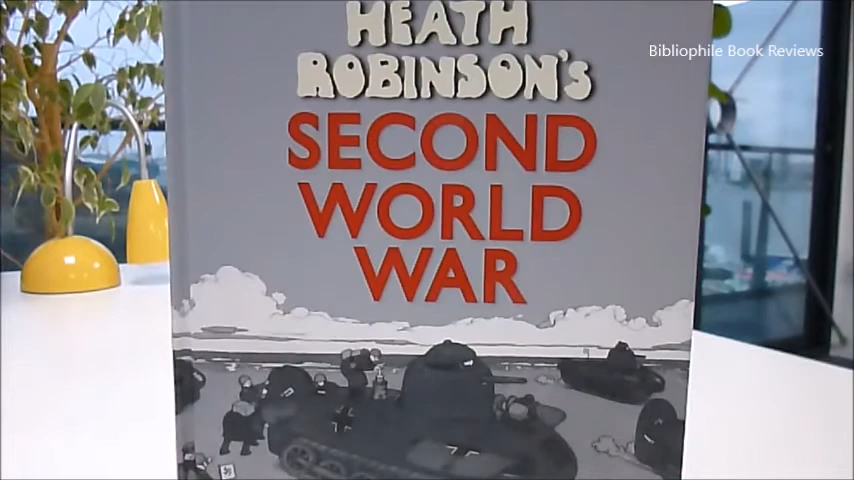 HEATH
ROBINSON's
SECOND
WORLD
WAR
Bibliophile Book Reviews